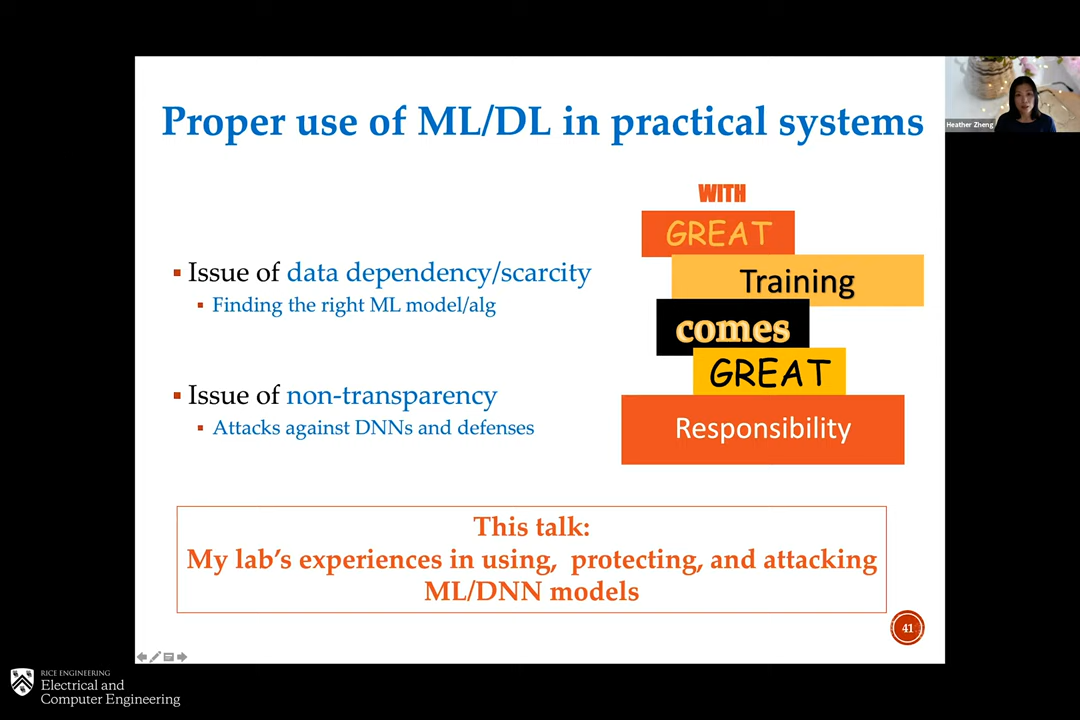 Proper use of ML/DL in practical systems
Heather Zheng
Issue of data dependency/scarcity
Finding the right ML model/alg
Issue of non-transparency
Attacks against DNNs and defenses
WITH
GREAT
Training
comes
GREAT
Responsibility
This talk:
My lab's experiences in using, protecting, and attacking
ML/DNN models
41
RICE ENGINEERING
Electrical and
Computer Engineering